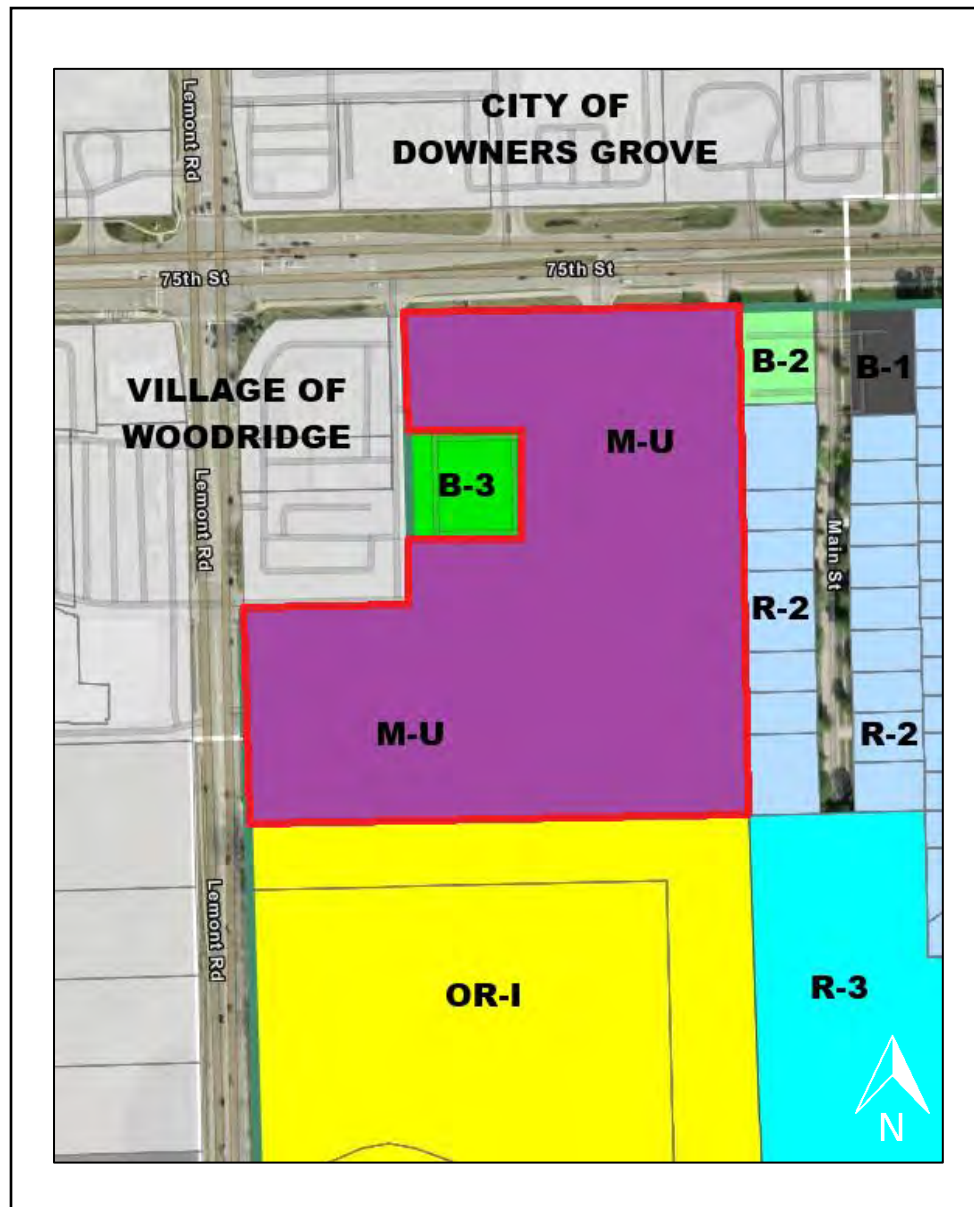 CITY OF
DOWNERS GROVE
Lemont Rd
75th St
75th St
VILLAGE OF
WOODRIDGE
B-2
B-1
M-U
B-3
Lemont Rd
Main St
R-2
M-U
R-2
Lemont Rd
OR-I
R-3
N